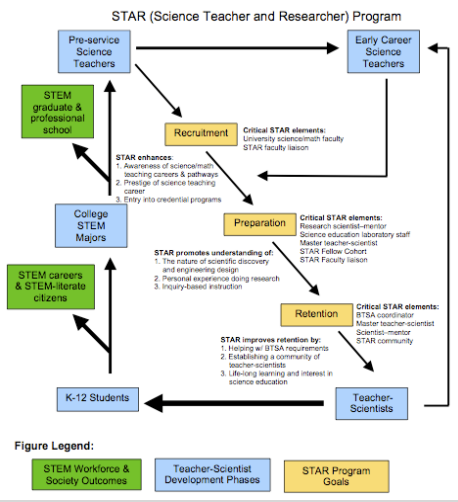 STAR (Science Teacher and Researcher) Program
Pre-service
Science
Teachers
Early Career
Science
Teachers
STEM
graduate &
professional
school
Recruitment
Critical STAR elements:
University science/math faculty
STAR faculty liaison
STAR enhances:
1. Awareness of science/math
teaching careers & pathways
2. Prestige of science teaching
career
3. Entry into credential programs
College
STEM
Majors
Preparation
Critical STAR elements:
Research scientist–mentor
Science education laboratory staff
Master teacher-scientist
STAR Fellow Cohort
STAR Faculty liaison
STAR promotes understanding of:
1. The nature of scientific discovery
and engineering design
2. Personal experience doing research
3. Inquiry-based instruction
STEM careers
& STEM-literate
citizens
Retention
Critical STAR elements:
BTSA coordinator
Master teacher-scientist
Scientist–mentor
STAR community
STAR improves retention by:
1. Helping w/ BTSA requirements
2. Establishing a community of
teacher-scientists
3. Life-long learning and interest in
science education
K-12 Students
Teacher-
Scientists
Figure Legend:
STEM Workforce &
Society Outcomes
Teacher-Scientist
Development Phases
STAR Program
Goals